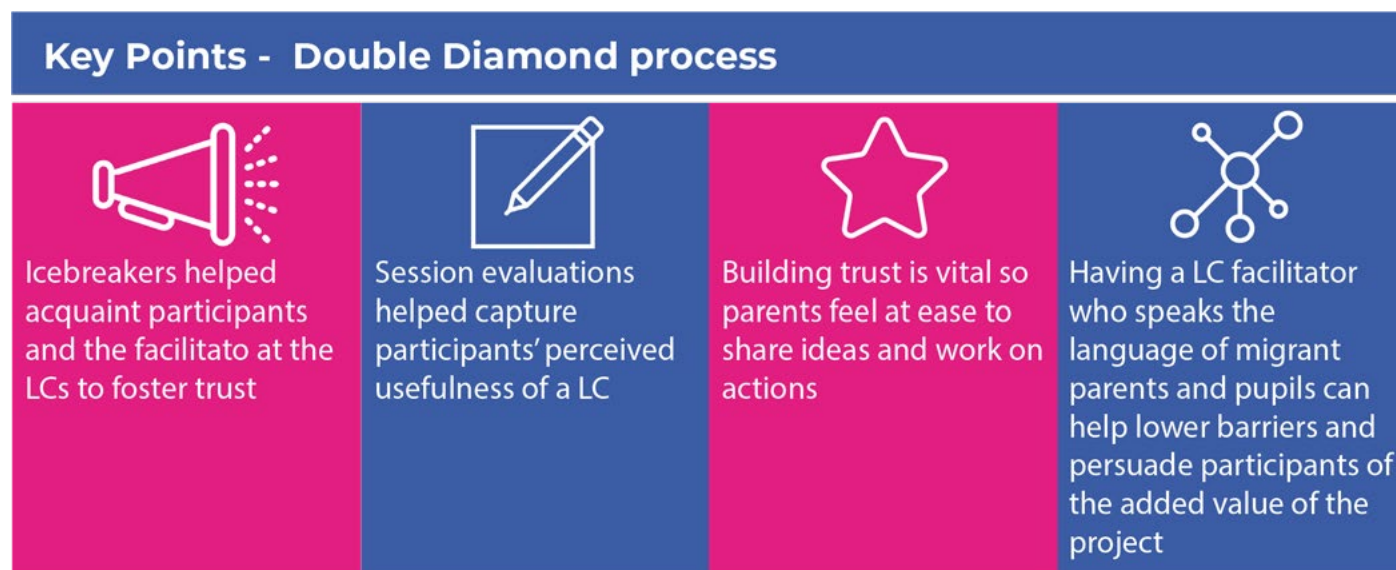 Key Points - Double Diamond process
Icebreakers helped
acquaint participants
and the facilitato at the
LCs to foster trust
Session evaluations
helped capture
participants' perceived
usefulness of a LC
Building trust is vital so
parents feel at ease to
share ideas and work on
actions
Having a LC facilitator
who speaks the
language of migrant
parents and pupils can
help lower barriers and
persuade participants of
the added value of the
project